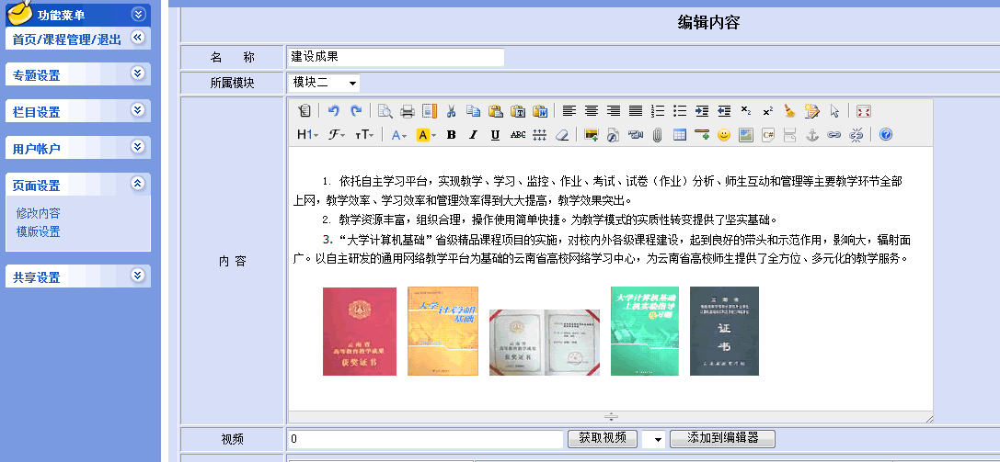 功能菜单
首页/课程管理/退出
专题设置
栏目设置
用户帐户
页面设置
修改内容
模版设置
共享设置
编辑内容
名 称
建设成果
所属模块
模块二
H1
F
тT
A
A
B
I
U
ABC
内 容
1. 依托自主学习平台，实现教学、学习、监控、作业、考试、试卷（作业）分析、师生互动和管理等主要教学环节全部
上网，教学效率、学习效率和管理效率得到大大提高，教学效果突出。
2. 教学资源丰富，组织合理，操作使用简单快捷。为教学模式的实质性转变提供了坚实基础。
3. “大学计算机基础”省级精品课程项目的实施，对校内外各级课程建设，起到良好的带头和示范作用，影响大，辐射面
广。以自主研发的通用网络教学平台为基础的云南省高校网络学习中心，为云南省高校师生提供了全方位、多元化的教学服务。
云南省
高等教育教学成果
获奖证书
大学
计算机
基础
云南省
高等教育教学成果
获奖证书
大学计算机基础
上机实验指导
及习题
云南省
证
书
视频
0
获取视频
添加到编辑器